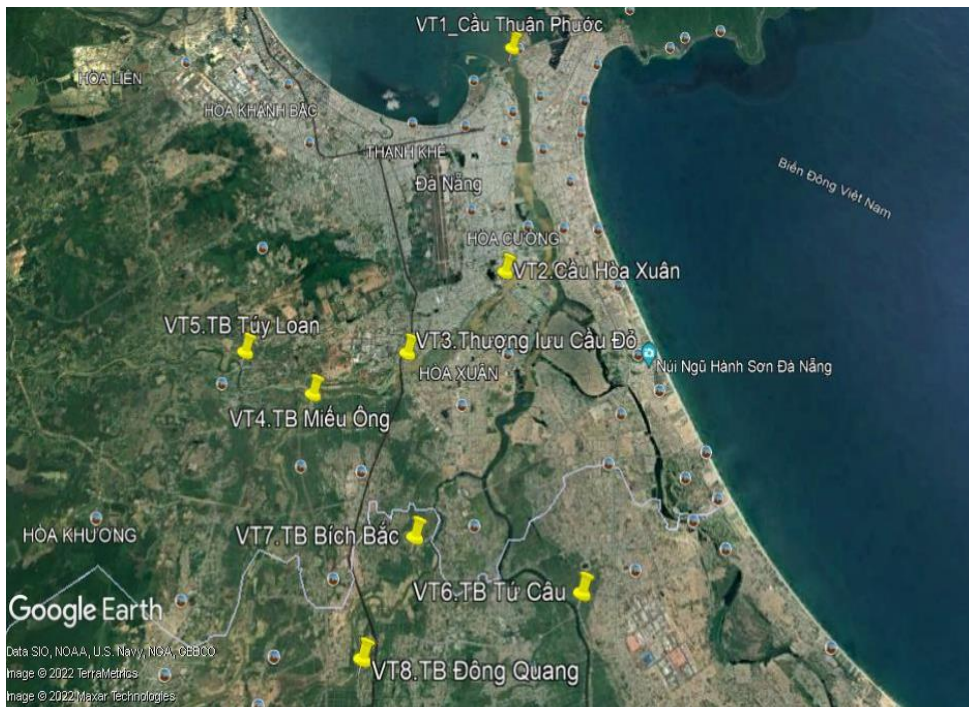 VT1_Cầu Thuận Phước
HÒA LIÊN
HÒA KHÁNH BẮC
THANH KHÊ
Đà Nẵng
Biển Đông Việt Nam
HÒA CƯỜNG
VT2.Cầu Hòa Xuân
VT5.TB Túy Loan
VT3.Thượng lưu Cầu Đỏ
Núi Ngũ Hành Sơn Đà Nẵng
HÒA XUÂN
VT4.TB Miếu Ông
VT7.TB Bích Bắc
HÒA KHƯƠNG
VT6.TB Tứ Câu
Google Earth
Data SIO, NOAA, U.S. Navy, NGA, GEBCO
VT8.TB Đông Quang
Image © 2022 TerraMetrics
Image © 2022 Maxar Technologies